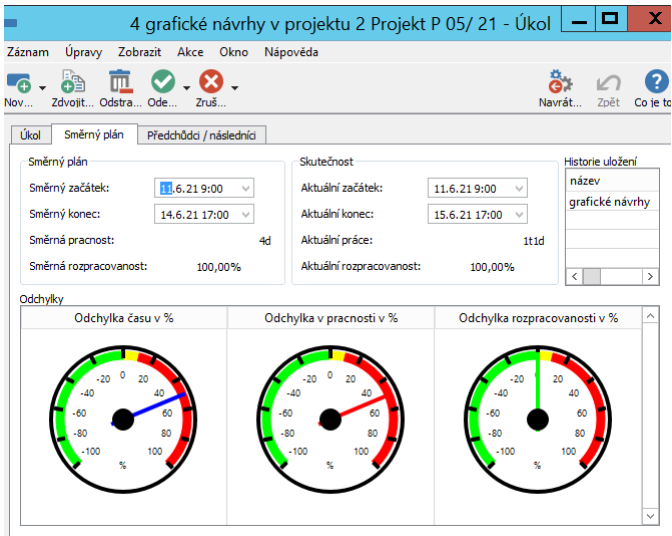 4 grafické návrhy v projektu 2 Projekt P 05/ 21 - Úkol
Záznam Úpravy Zobrazit Akce Okno Nápověda
Nov... Zdvojit... Odstra... Ode... Zruš... Navrát... Zpět Co je to
Úkol Směrný plán Předchůdci / následníci
Směrný plán Skutečnost Historie uložení
název
Směrný začátek: 11.6.21 9:00 Aktuální začátek: 11.6.21 9:00
grafické návrhy
Směrný konec: 14.6.21 17:00 Aktuální konec: 15.6.21 17:00
Směrná pracnost: 4d Aktuální práce: 1t1d
Směrná rozpracovanost: 100,00% Aktuální rozpracovanost: 100,00%
Odchylky
Odchylka času v % Odchylka v pracnosti v % Odchylka rozpracovanosti v %
-100 -80 -60 -40 -20 0 20 40 60 80 100 %
-100 -80 -60 -40 -20 0 20 40 60 80 100 %
-100 -80 -60 -40 -20 0 20 40 60 80 100 %